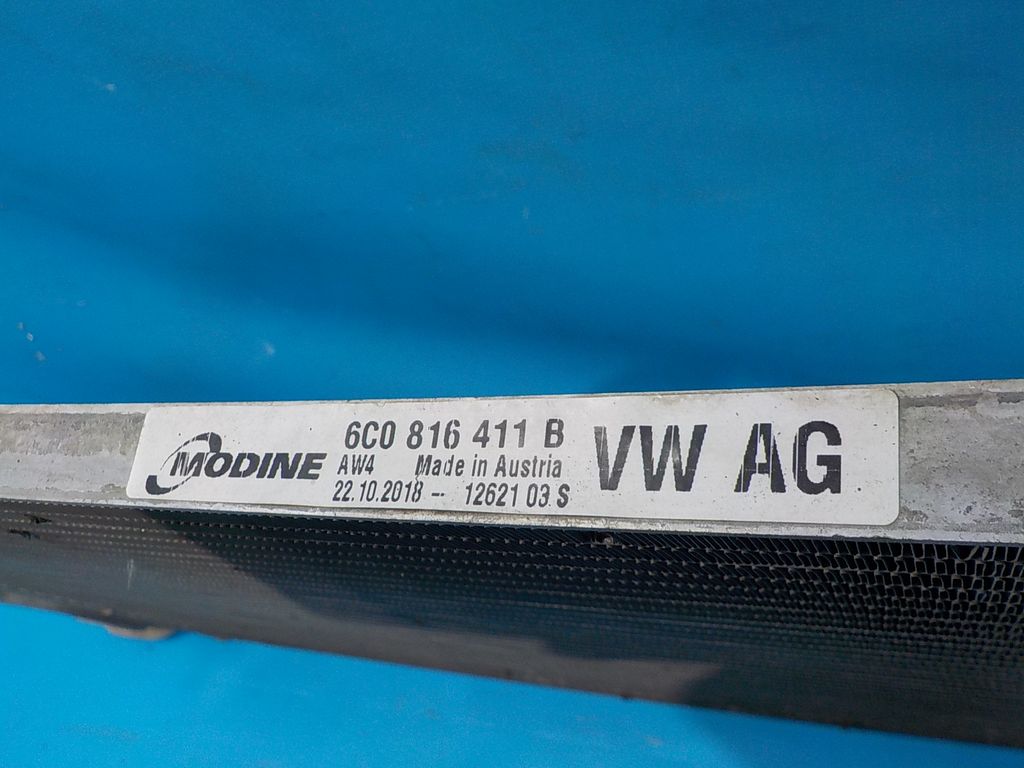 MODINE
6C0 816 411 B
AW4 Made in Austria
22.10.2018 -- 12621 03 S
VW AG